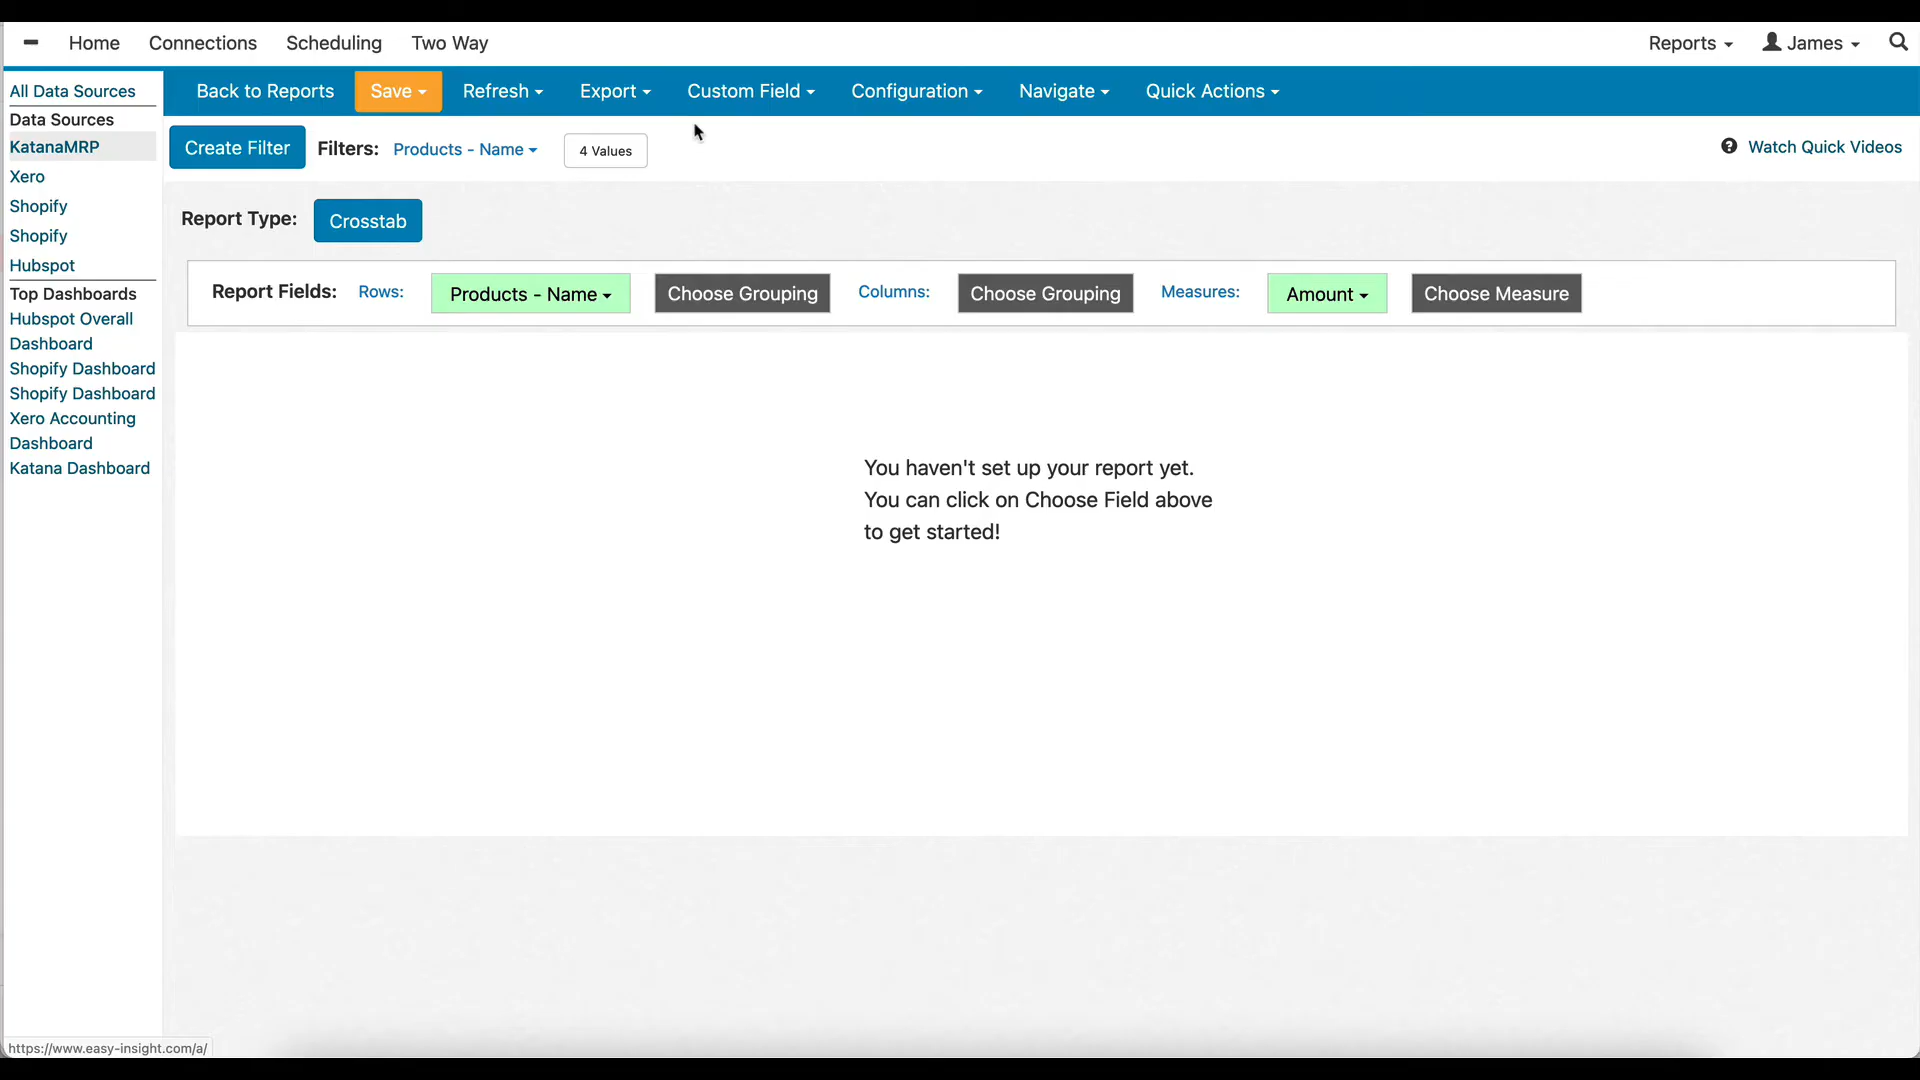 Home Connections Scheduling Two Way Reports James
All Data Sources
Data Sources
KatanaMRP
Xero
Shopify
Shopify
Hubspot
Top Dashboards
Hubspot Overall
Dashboard
Shopify Dashboard
Shopify Dashboard
Xero Accounting
Dashboard
Katana Dashboard
Back to Reports Save Refresh Export Custom Field Configuration Navigate Quick Actions
Create Filter Filters: Products - Name 4 Values Watch Quick Videos
Report Type: Crosstab
Report Fields: Rows: Products - Name Choose Grouping Columns: Choose Grouping Measures: Amount Choose Measure
You haven't set up your report yet.
You can click on Choose Field above
to get started!
https://www.easy-insight.com/a/